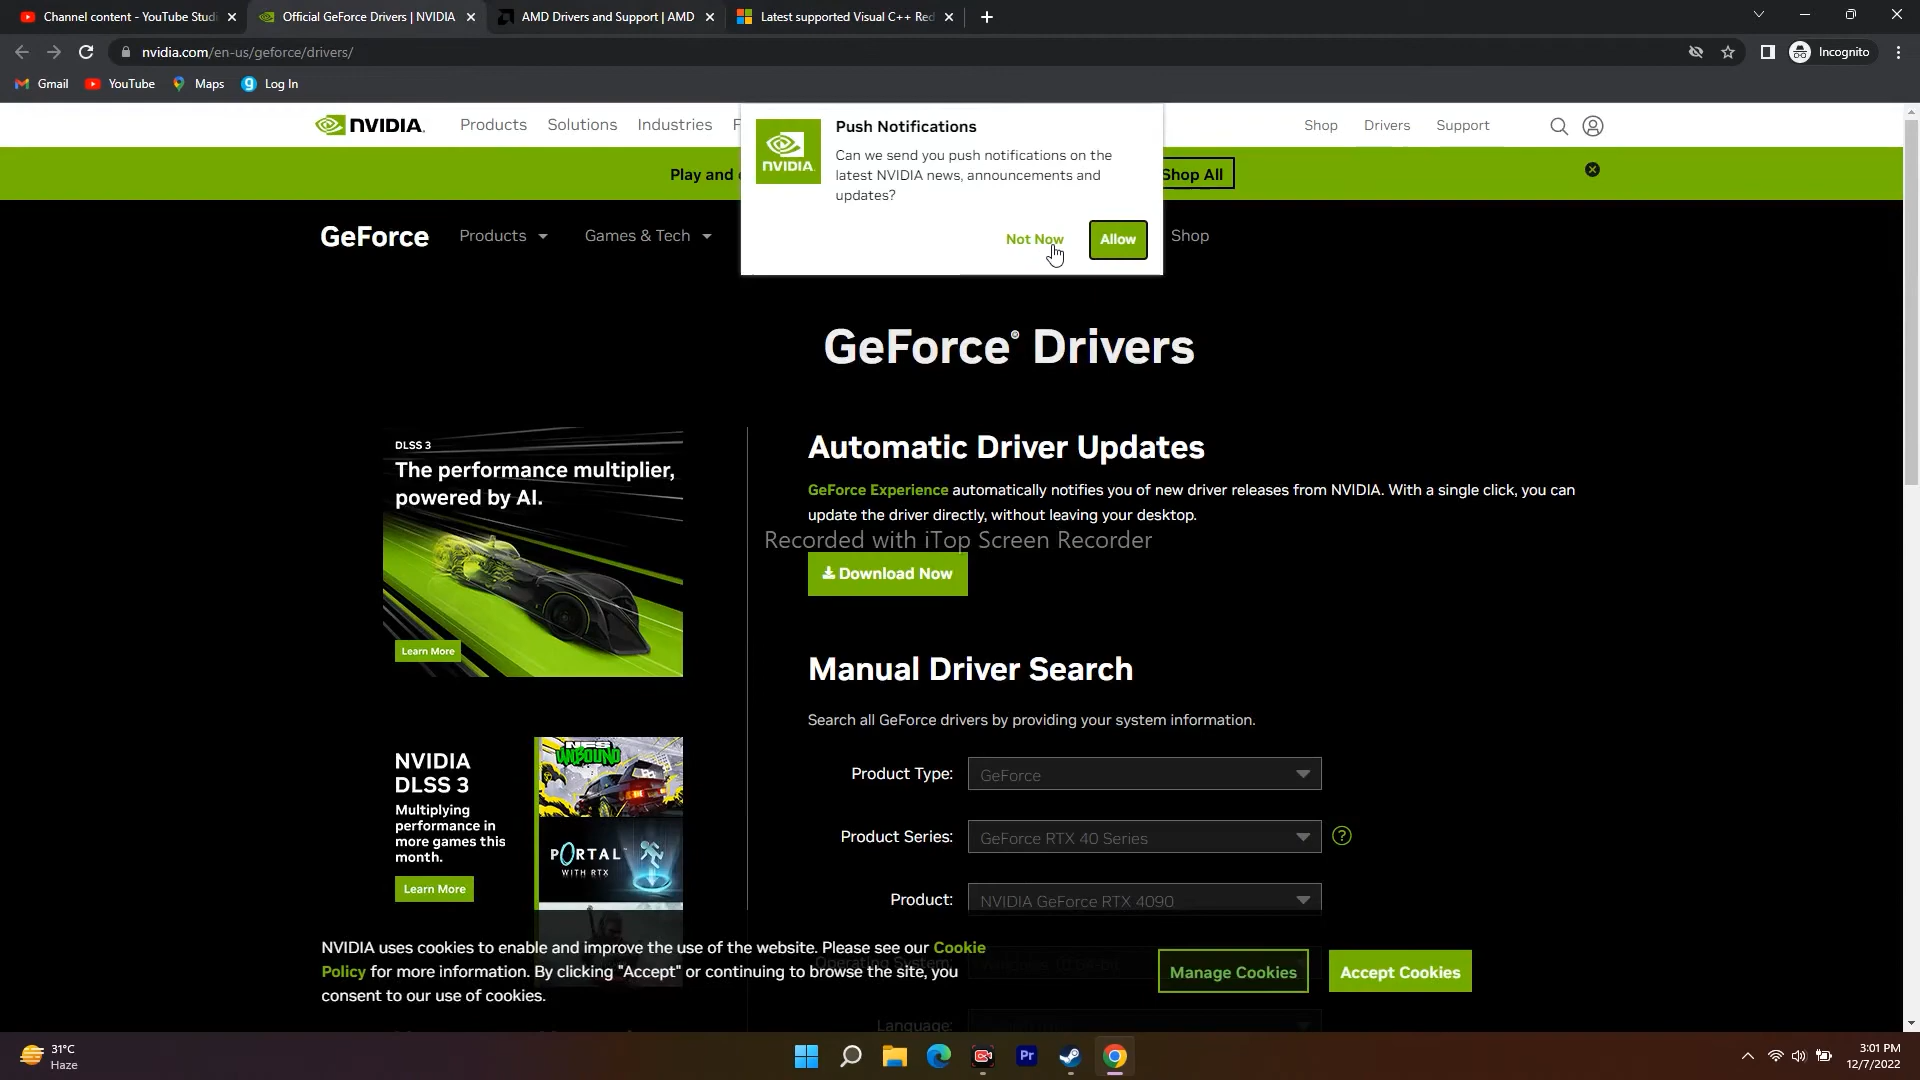 Channel content - YouTube Studi
Official GeForce Drivers | NVIDIA
AMD Drivers and Support | AMD
Latest supported Visual C++ Red
nvidia.com/en-us/geforce/drivers/
Incognito
Gmail
YouTube
Maps
Log In
NVIDIA.
Products
Solutions
Industries
Shop
Drivers
Support
Push Notifications
NVIDIA.
Can we send you push notifications on the
latest NVIDIA news, announcements and
updates?
Not Now
Allow
Play and
Shop All
GeForce
Products
Games & Tech
Shop
GeForce® Drivers
DLSS 3
The performance multiplier,
powered by AI.
Learn More
Automatic Driver Updates
GeForce Experience automatically notifies you of new driver releases from NVIDIA. With a single click, you can
update the driver directly, without leaving your desktop.
Recorded with iTop Screen Recorder
Download Now
Manual Driver Search
Search all GeForce drivers by providing your system information.
Product Type:
GeForce
Product Series:
GeForce RTX 40 Series
?
Product:
NVIDIA GeForce RTX 4090
Operating System:
Language:
NVIDIA
DLSS 3
Multiplying
performance in
more games this
month.
Learn More
NFS
UNBOUND
PORTAL
WITH RTX
NVIDIA uses cookies to enable and improve the use of the website. Please see our Cookie
Policy for more information. By clicking "Accept" or continuing to browse the site, you
consent to our use of cookies.
Manage Cookies
Accept Cookies
31°C
Haze
Pr
3:01 PM
12/7/2022